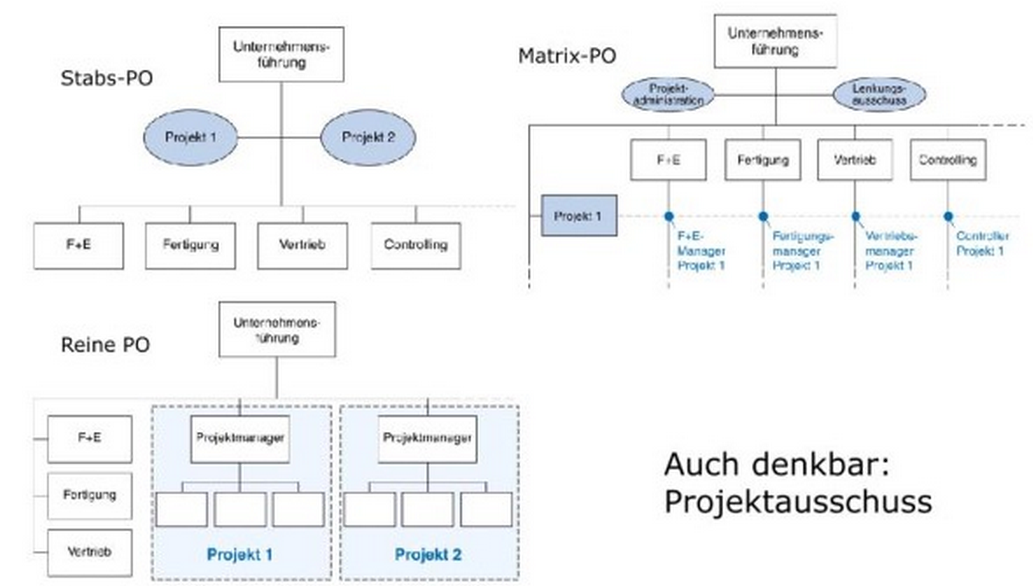 Stabs-PO
Unternehmens-
führung
Projekt 1
Projekt 2
F+E
Fertigung
Vertrieb
Controlling
Matrix-PO
Unternehmens-
führung
Projekt-
administration
Lenkungs-
ausschuss
F+E
Fertigung
Vertrieb
Controlling
Projekt 1
F+E-
Manager
Projekt 1
Fertigungs-
manager
Projekt 1
Vertriebs-
manager
Projekt 1
Controller
Projekt 1
Reine PO
Unternehmens-
führung
F+E
Fertigung
Vertrieb
Projektmanager
Projekt 1
Projektmanager
Projekt 2
Auch denkbar:
Projektausschuss